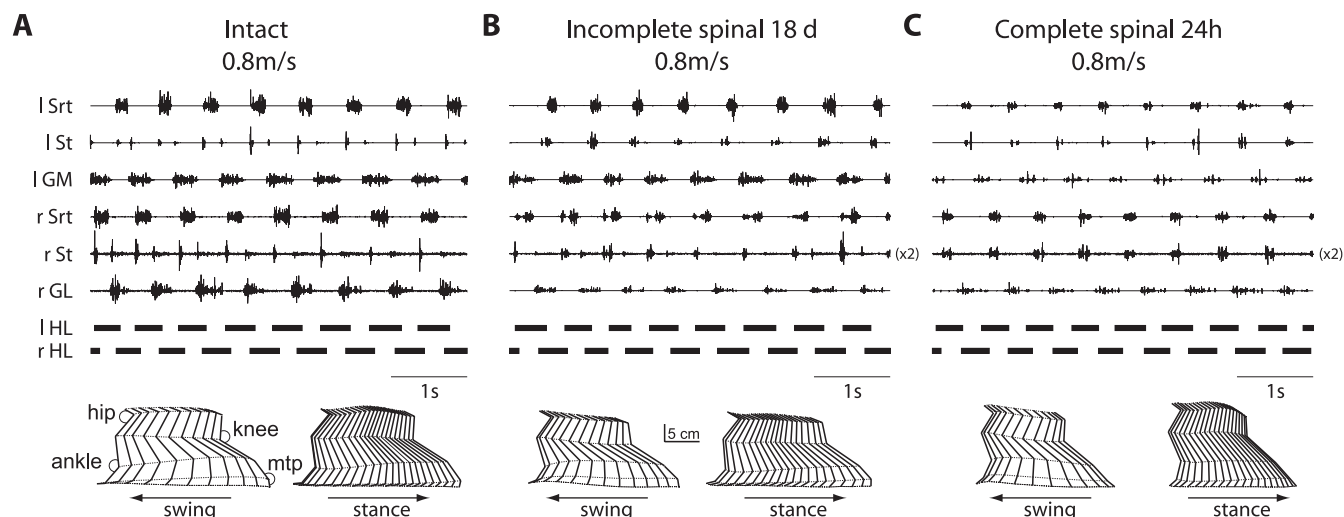 A
Intact
0.8m/s
B
Incomplete spinal 18 d
0.8m/s
C
Complete spinal 24h
0.8m/s
l Srt
l St
l GM
r Srt
r St
(x2)
(x2)
r GL
l HL
r HL
1s
1s
1s
hip
knee
ankle
mtp
5 cm
swing
stance
swing
stance
swing
stance